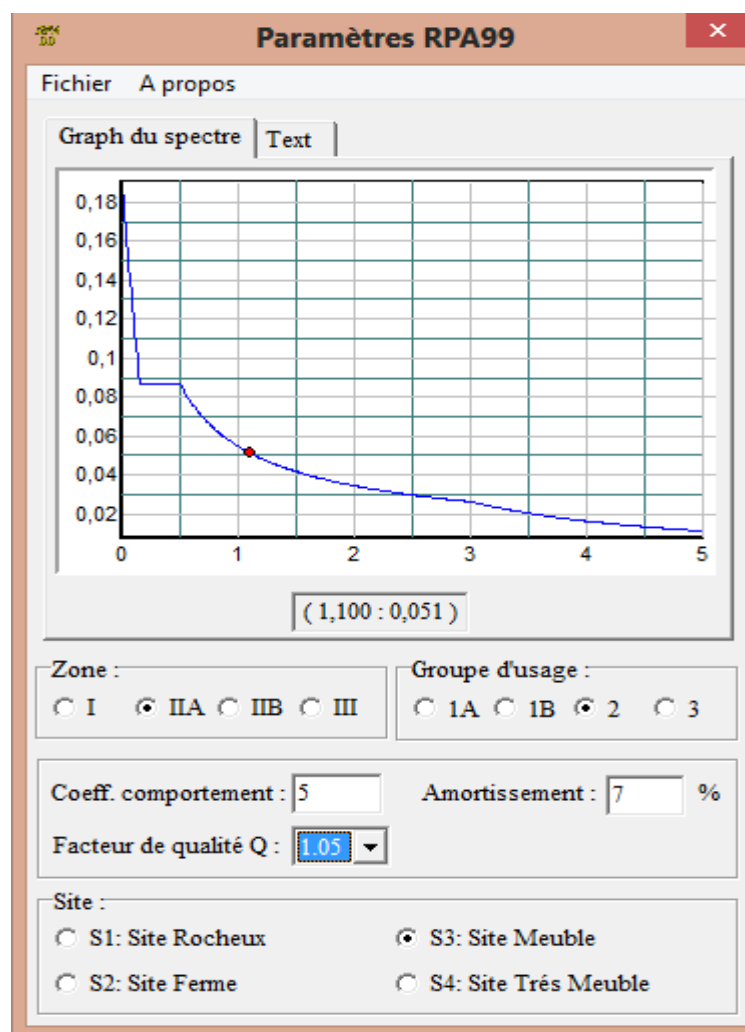 Paramètres RPA99
Fichier A propos
Graph du spectre Text
0,18
0,16
0,14
0,12
0,1
0,08
0,06
0,04
0,02
0 1 2 3 4 5
( 1,100 : 0,051 )
Zone : Groupe d'usage :
I IIA IIB III 1A 1B 2 3
Coeff. comportement : 5 Amortissement : 7 %
Facteur de qualité Q : 1.05
Site :
S1: Site Rocheux S3: Site Meuble
S2: Site Ferme S4: Site Trés Meuble